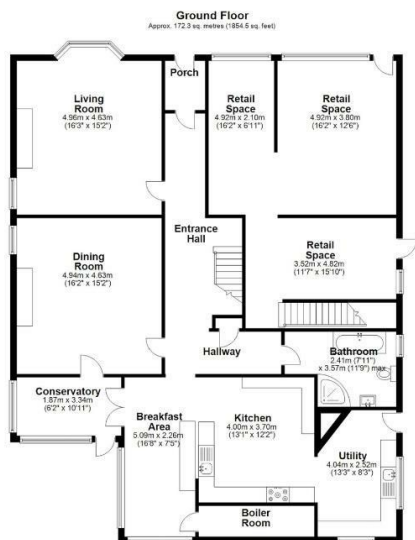 Ground Floor
Approx. 172.3 sq. metres (1854.5 sq. feet)
Porch
Living
Room
4.96m x 4.63m
(16'3" x 15'2")
Retail
Space
4.92m x 2.10m
(16'2" x 6'11")
Retail
Space
4.92m x 3.80m
(16'2" x 12'6")
Entrance
Hall
Retail
Space
3.52m x 4.82m
(11'7" x 15'10")
Dining
Room
4.94m x 4.63m
(16'2" x 15'2")
Hallway
Bathroom
2.41m (7'11")
x 3.57m (11'9") max
Conservatory
1.87m x 3.34m
(6'2" x 10'11")
Breakfast
Area
5.09m x 2.26m
(16'8" x 7'5")
Kitchen
4.00m x 3.70m
(13'1" x 12'2")
Utility
4.04m x 2.52m
(13'3" x 8'3")
Boiler
Room